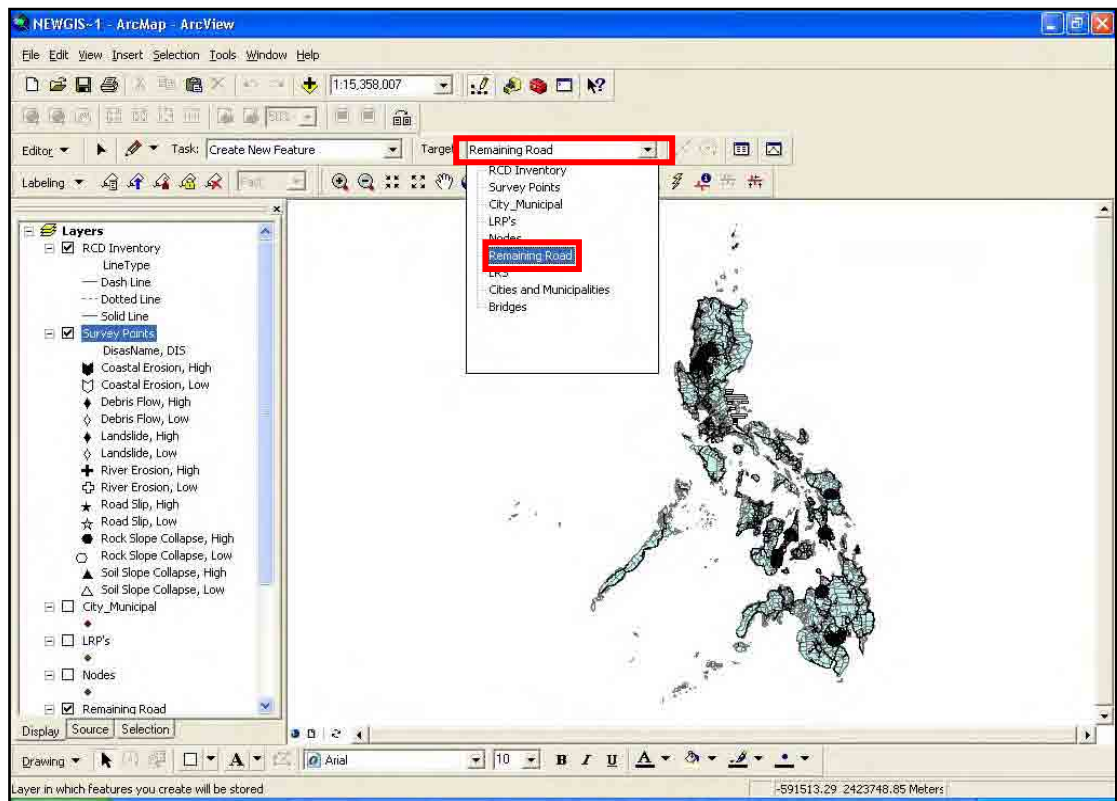 NEWGIS~1 - ArcMap - ArcView
File Edit View Insert Selection Tools Window Help
1:15,358,007
Editor Task: Create New Feature Target Remaining Road
Labeling
RCD Inventory
Survey Points
City_Municipal
LRP's
Nodes
Remaining Road
LRS
Cities and Municipalities
Bridges
Layers
RCD Inventory
LineType
Dash Line
Dotted Line
Solid Line
Survey Points
DisasName, DIS
Coastal Erosion, High
Coastal Erosion, Low
Debris Flow, High
Debris Flow, Low
Landslide, High
Landslide, Low
River Erosion, High
River Erosion, Low
Road Slip, High
Road Slip, Low
Rock Slope Collapse, High
Rock Slope Collapse, Low
Soil Slope Collapse, High
Soil Slope Collapse, Low
City_Municipal
LRP's
Nodes
Remaining Road
Display Source Selection
Drawing A Arial 10 B I U A
Layer in which features you create will be stored
-591513.29 2423748.85 Meters